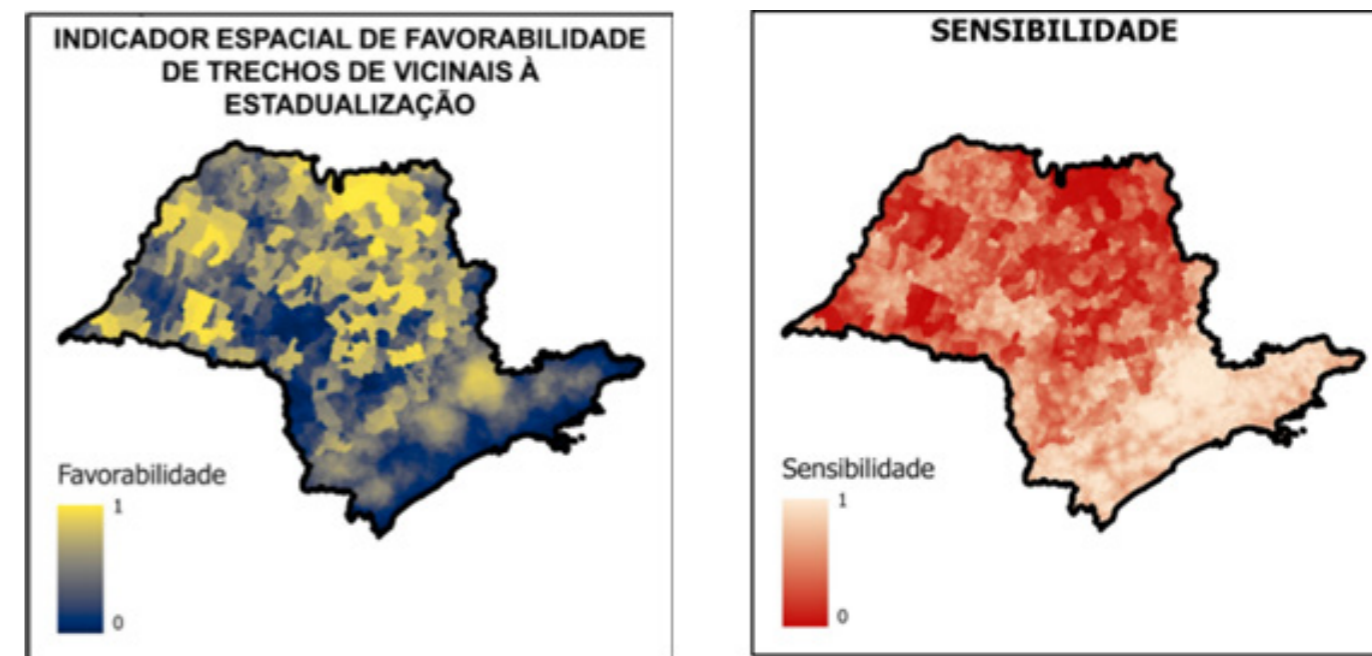 INDICADOR ESPACIAL DE FAVORABILIDADE
DE TRECHOS DE VICINAIS À
ESTADUALIZAÇÃO
Favorabilidade
1
0
SENSIBILIDADE
Sensibilidade
1
0